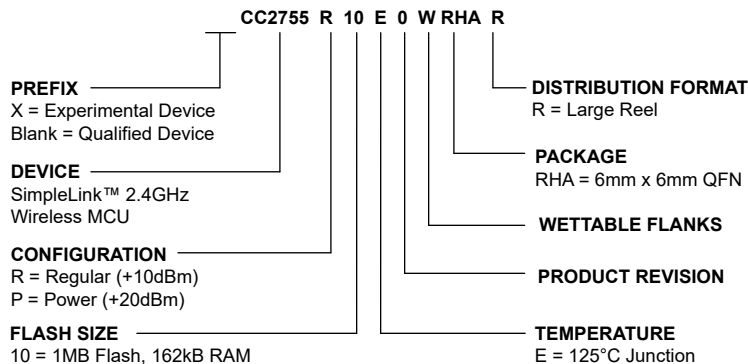 CC2755 R 10 E 0 W RHA R
PREFIX
X = Experimental Device
Blank = Qualified Device
DEVICE
SimpleLink™ 2.4GHz
Wireless MCU
CONFIGURATION
R = Regular (+10dBm)
P = Power (+20dBm)
FLASH SIZE
10 = 1MB Flash, 162kB RAM
DISTRIBUTION FORMAT
R = Large Reel
PACKAGE
RHA = 6mm x 6mm QFN
WETTABLE FLANKS
PRODUCT REVISION
TEMPERATURE
E = 125°C Junction